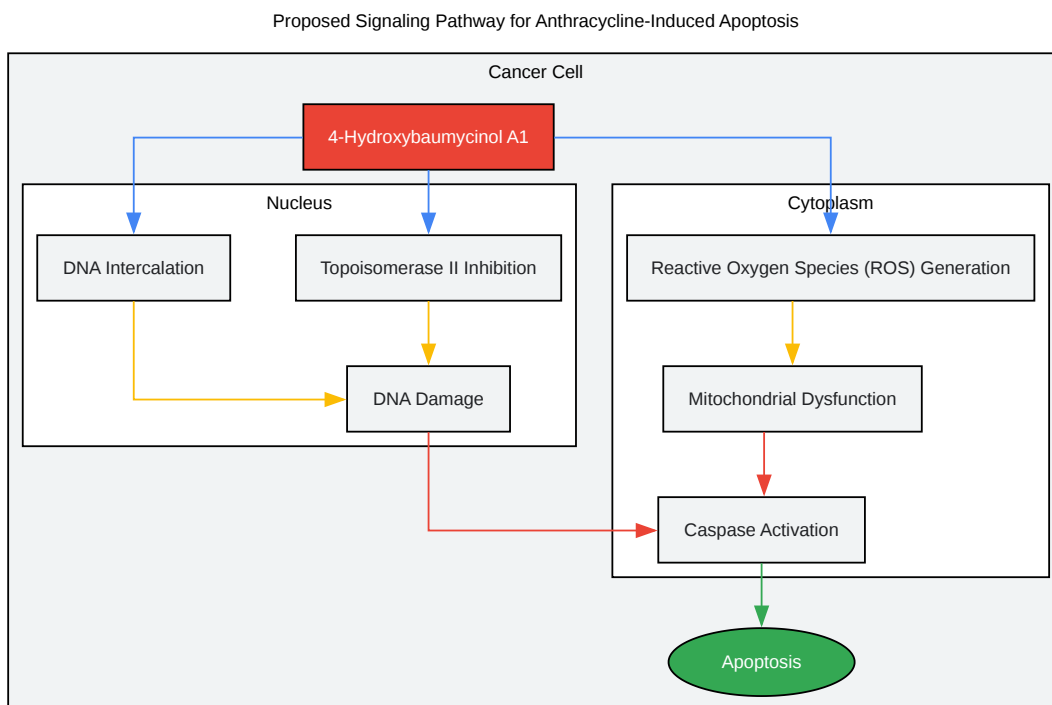 Proposed Signaling Pathway for Anthracycline-Induced Apoptosis
Cancer Cell
4-Hydroxybaumycinol A1
Nucleus
Cytoplasm
DNA Intercalation
Topoisomerase II Inhibition
Reactive Oxygen Species (ROS) Generation
DNA Damage
Mitochondrial Dysfunction
Caspase Activation
Apoptosis